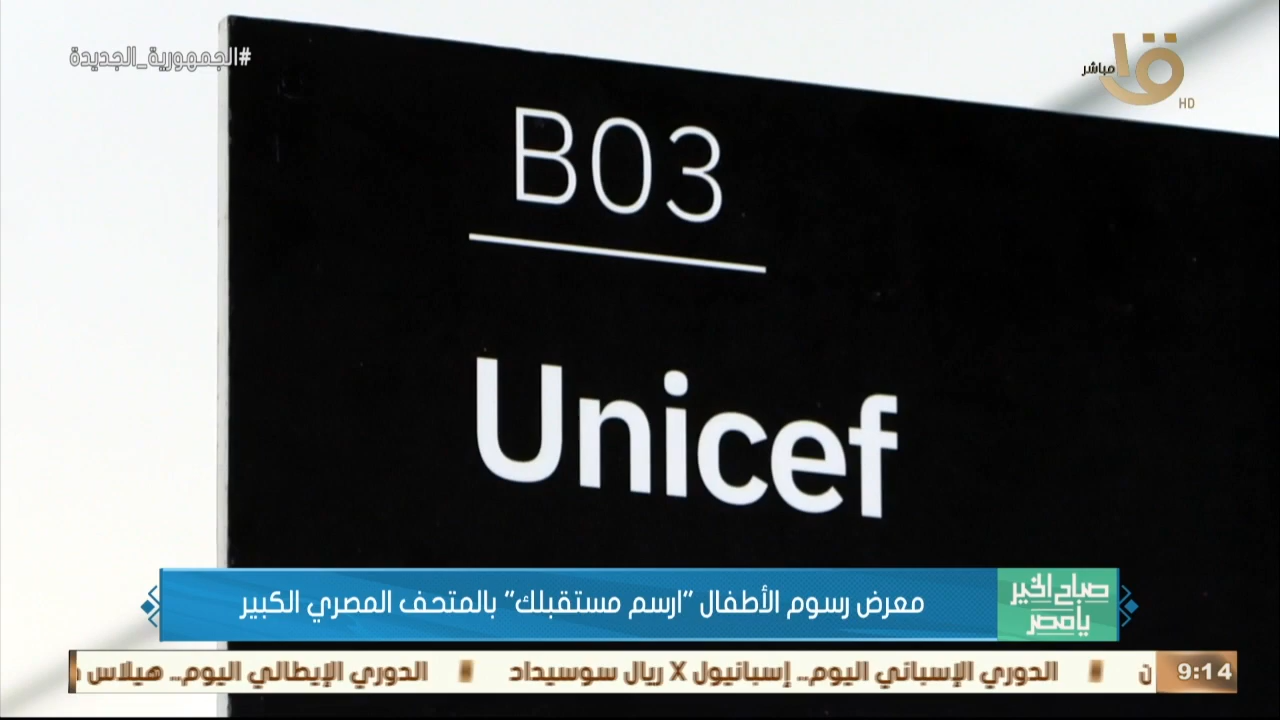 #الجمهورية_الجديدة
مباشر
HD
B03
Unicef
صباح الخير
يا مصر
معرض رسوم الأطفال "ارسم مستقبلك" بالمتحف المصري الكبير
9:14
الدوري الإسباني اليوم.. إسبانيول X ريال سوسيداد
الدوري الإيطالي اليوم.. هيلاس